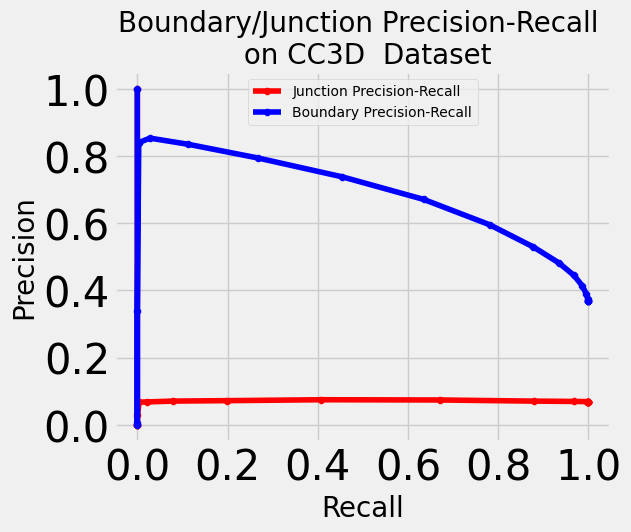 Boundary/Junction Precision-Recall
on CC3D  Dataset
Junction Precision-Recall
Boundary Precision-Recall
1.0
0.8
0.6
0.4
0.2
0.0
Precision
0.0 0.2 0.4 0.6 0.8 1.0
Recall